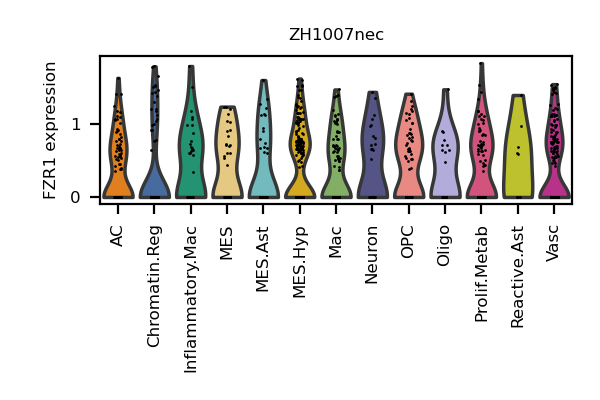 ZH1007nec
FZR1 expression
1
0
AC
Chromatin.Reg
Inflammatory.Mac
MES
MES.Ast
MES.Hyp
Mac
Neuron
OPC
Oligo
Prolif.Metab
Reactive.Ast
Vasc